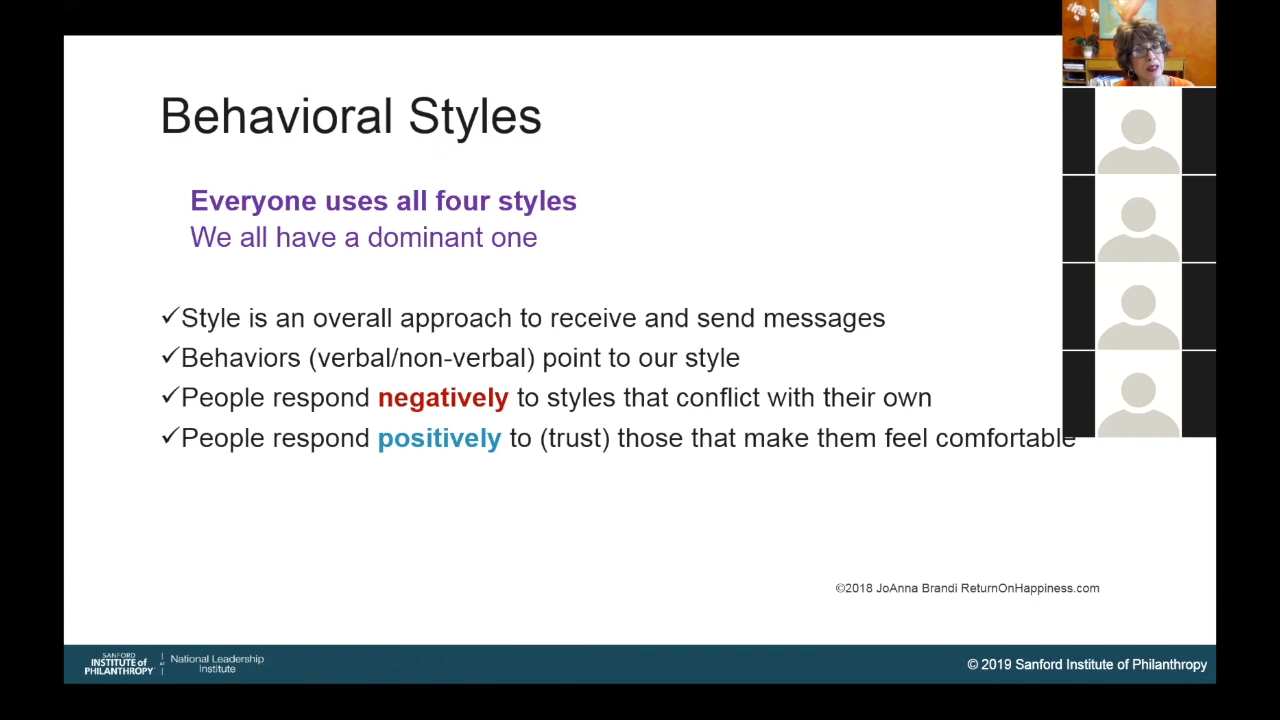 Behavioral Styles
Everyone uses all four styles
We all have a dominant one
✓Style is an overall approach to receive and send messages
✓Behaviors (verbal/non-verbal) point to our style
✓People respond negatively to styles that conflict with their own
✓People respond positively to (trust) those that make them feel comfortable
©2018 JoAnna Brandi ReturnOnHappiness.com
SANFORD
INSTITUTE of
PHILANTHROPY
AT
National Leadership
Institute
© 2019 Sanford Institute of Philanthropy